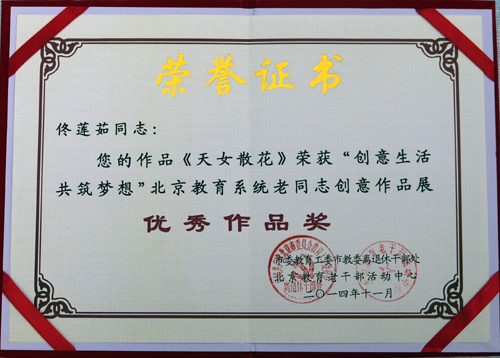 荣誉证书
佟莲茹同志：
您的作品《天女散花》荣获“创意生活
共筑梦想”北京教育系统老同志创意作品展
优秀作品奖
市委教育工委市教委离退休干部处
北京教育老干部活动中心
二〇一四年十一月